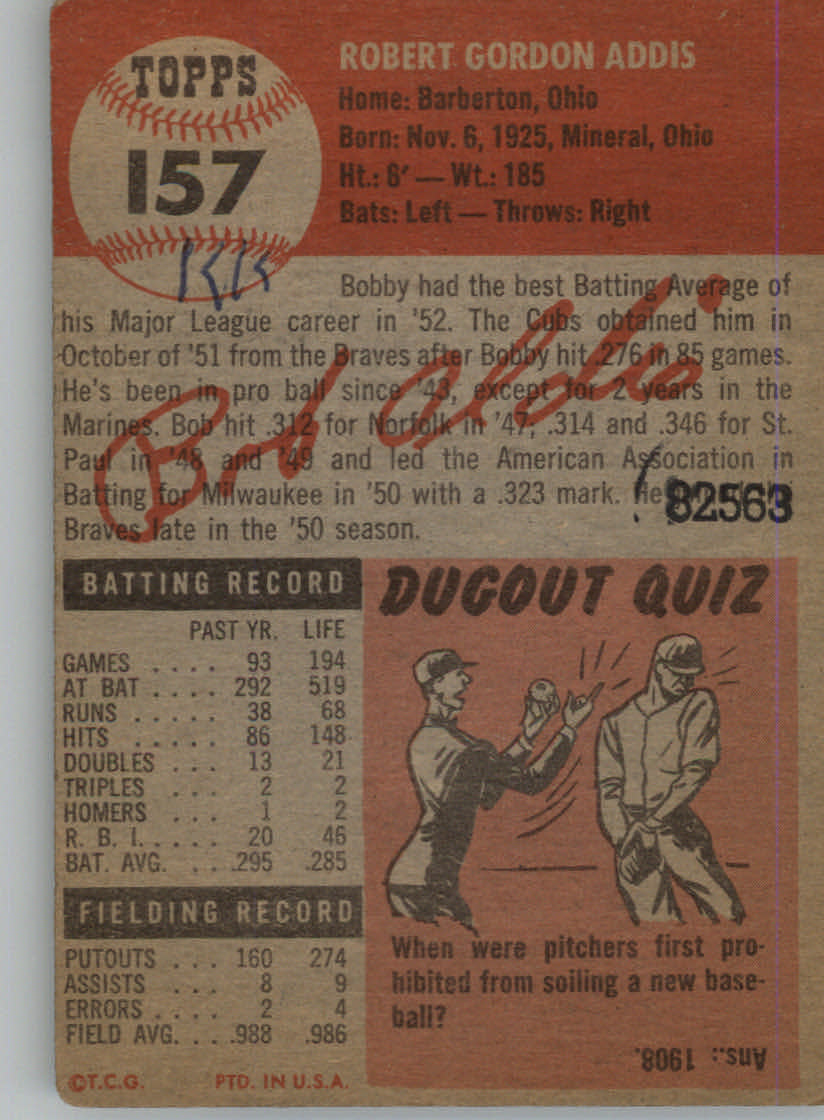 TOPPS
157
ROBERT GORDON ADDIS
Home: Barberton, Ohio
Born: Nov. 6, 1925, Mineral, Ohio
Ht.: 6' — Wt.: 185
Bats: Left — Throws: Right
Bobby had the best Batting Average of
his Major League career in '52. The Cubs obtained him in
October of '51 from the Braves after Bobby hit .276 in 85 games.
He's been in pro ball since '43, except for 2 years in the
Marines. Bob hit .312 for Norfolk in '47; .314 and .346 for St.
Paul in '48 and '49 and led the American Association in
Batting for Milwaukee in '50 with a .323 mark. He
Braves late in the '50 season.
Bob Addis
82563
BATTING RECORD
PAST YR. LIFE
GAMES .... 93 194
AT BAT .... 292 519
RUNS ..... 38 68
HITS ..... 86 148
DOUBLES ... 13 21
TRIPLES ... 2 2
HOMERS ... 1 2
R. B. I. .... 20 46
BAT. AVG. ... .295 .285
FIELDING RECORD
PUTOUTS ... 160 274
ASSISTS ... 8 9
ERRORS .... 2 4
FIELD AVG. ... .988 .986
©T.C.G. PTD. IN U.S.A.
DUGOUT QUIZ
When were pitchers first pro-
hibited from soiling a new base-
ball?
Ans.: 1908.